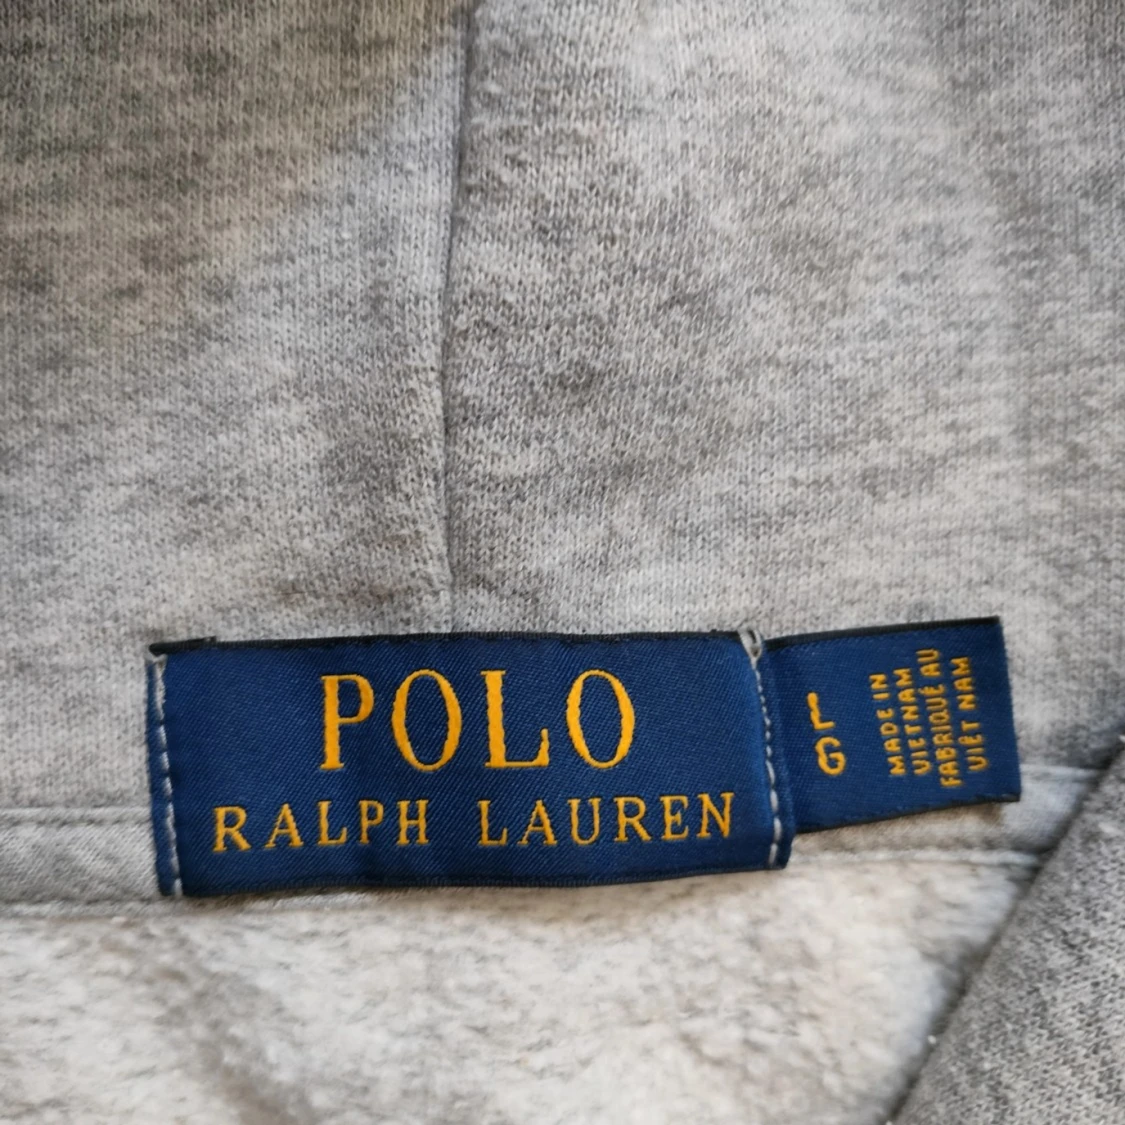 POLO
RALPH LAUREN
L
G
MADE IN
VIETNAM
FABRIQUÉ AU
VIÊT NAM